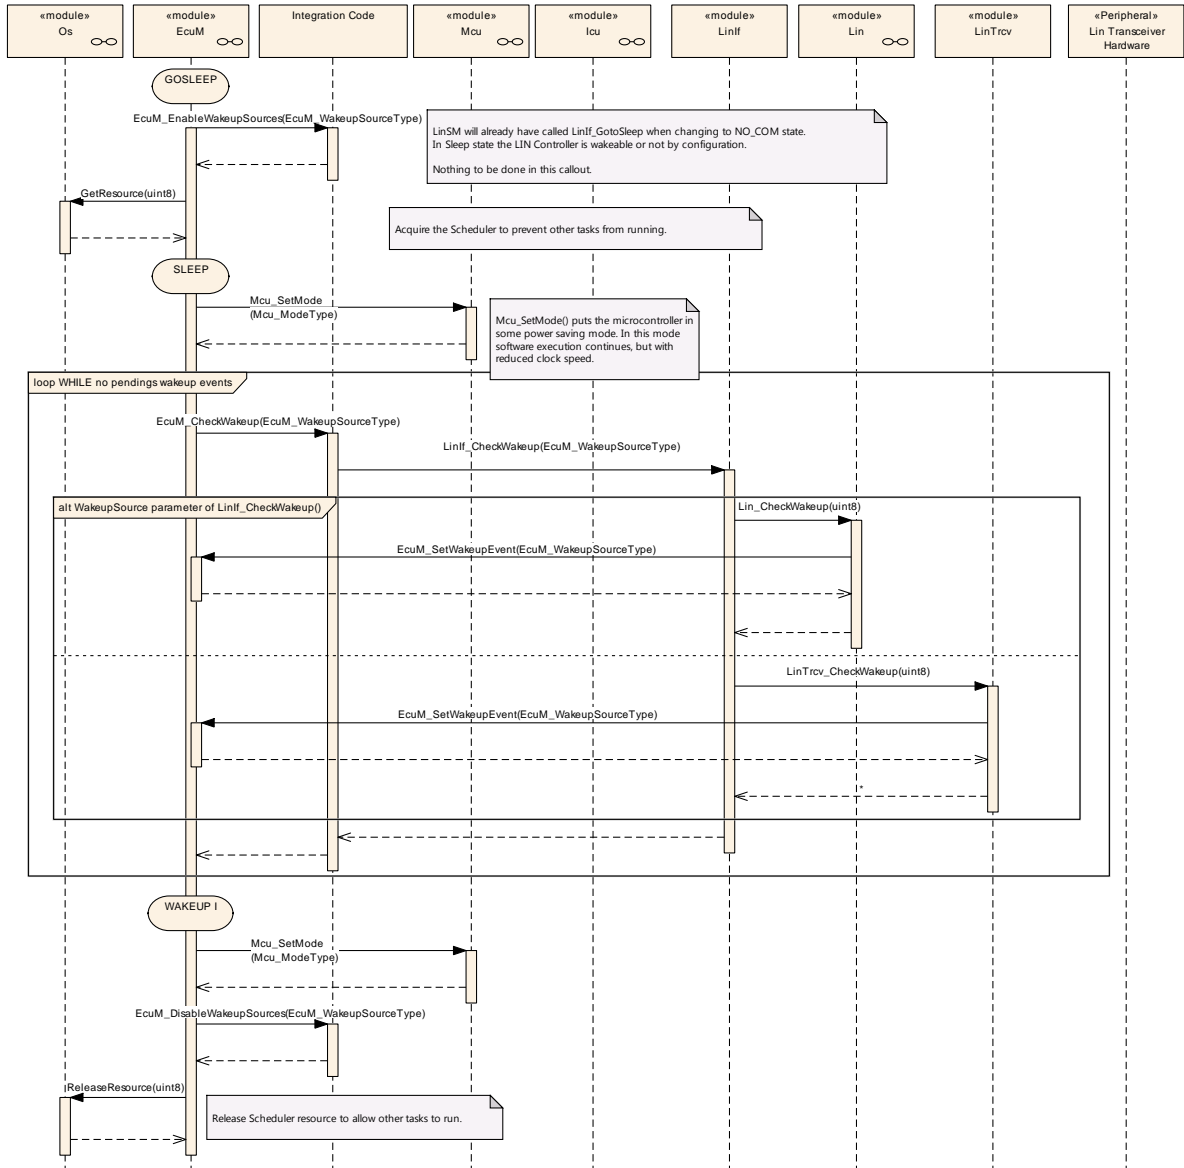 «module»
Os
«module»
EcuM
Integration Code
«module»
Mcu
«module»
Icu
«module»
LinIf
«module»
Lin
«module»
LinTrcv
«Peripheral»
Lin Transceiver
Hardware
GOSLEEP
EcuM_EnableWakeupSources(EcuM_WakeupSourceType)
LinSM will already have called LinIf_GotoSleep when changing to NO_COM state.
In Sleep state the LIN Controller is wakeable or not by configuration.
Nothing to be done in this callout.
GetResource(uint8)
Acquire the Scheduler to prevent other tasks from running.
SLEEP
Mcu_SetMode
(Mcu_ModeType)
Mcu_SetMode() puts the microcontroller in
some power saving mode. In this mode
software execution continues, but with
reduced clock speed.
loop WHILE no pendings wakeup events
EcuM_CheckWakeup(EcuM_WakeupSourceType)
LinIf_CheckWakeup(EcuM_WakeupSourceType)
alt WakeupSource parameter of LinIf_CheckWakeup()
Lin_CheckWakeup(uint8)
EcuM_SetWakeupEvent(EcuM_WakeupSourceType)
LinTrcv_CheckWakeup(uint8)
EcuM_SetWakeupEvent(EcuM_WakeupSourceType)
*
WAKEUP I
Mcu_SetMode
(Mcu_ModeType)
EcuM_DisableWakeupSources(EcuM_WakeupSourceType)
ReleaseResource(uint8)
Release Scheduler resource to allow other tasks to run.